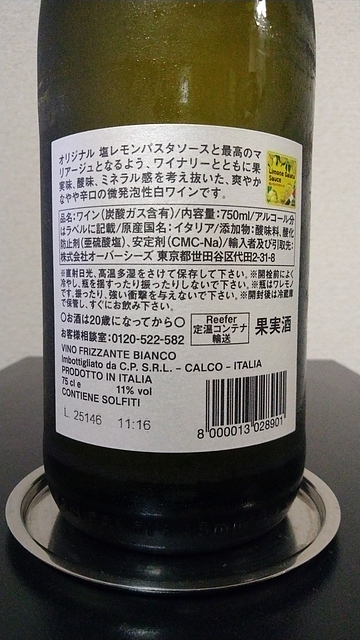 オリジナル 塩レモンパスタソースと最高のマ
リアージュとなるよう、ワイナリーとともに果
実味、酸味、ミネラル感を考え抜いた、爽やか
なやや辛口の微発泡性白ワインです。
Limone Salato
Sauce
品名:ワイン(炭酸ガス含有)/内容量:750ml/アルコール分
はラベルに記載/原産国名:イタリア/添加物:酸味料、酸化
防止剤(亜硫酸塩)、安定剤(CMC-Na)/輸入者及び引取先:
株式会社オーバーシーズ 東京都世田谷区代田2-31-8
※直射日光、高温多湿をさけて保存して下さい。※開栓前によく
冷やし、瓶を揺すったり振ったりしないで下さい。※瓶はワレモノ
です。振ったり、強い衝撃を与えないで下さい。※開封後は冷蔵庫
で保管し、すぐにお飲み下さい。
〇お酒は20歳になってから〇
お客様相談室:0120-522-582
Reefer
定温コンテナ
輸送
果実酒
VINO FRIZZANTE BIANCO
Imbottigliato da C.P. S.R.L. - CALCO - ITALIA
PRODOTTO IN ITALIA
75 cl e 11% vol
CONTIENE SOLFITI
L 25146 11:16
8 000013 028901